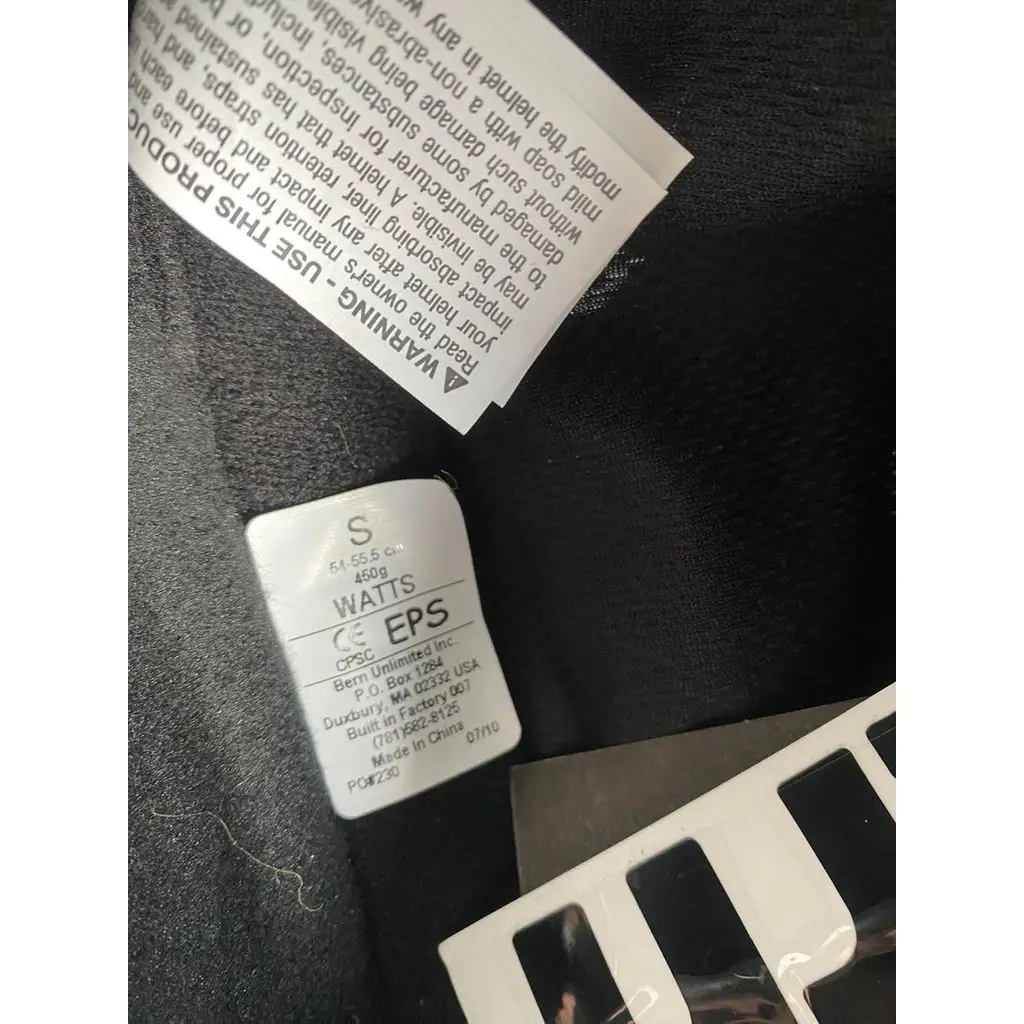 WARNING - USE THIS PRODUC
Read the owner's manual for proper use and
your helmet after any impact and before each
impact absorbing liner, retention straps, and ha
may be invisible. A helmet that has sustained a
to the manufacturer for inspection, or be
damaged by some substances, includ
without such damage being visible
mild soap with a non-abrasiv
modify the helmet in any w
S
54-55.5 cm
450g
WATTS
CE EPS
CPSC
Bern Unlimited Inc.
P.O. Box 1284
Duxbury, MA 02332 USA
Built in Factory 007
(781)582-8125
Made in China 07/10
PO#230